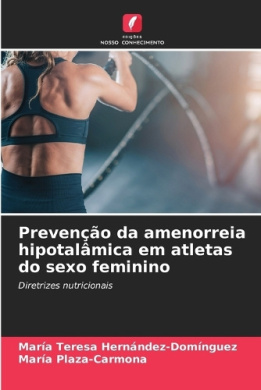 edições
NOSSO CONHECIMENTO
Prevenção da amenorreia
hipotalâmica em atletas
do sexo feminino
Diretrizes nutricionais
María Teresa Hernández-Domínguez
María Plaza-Carmona